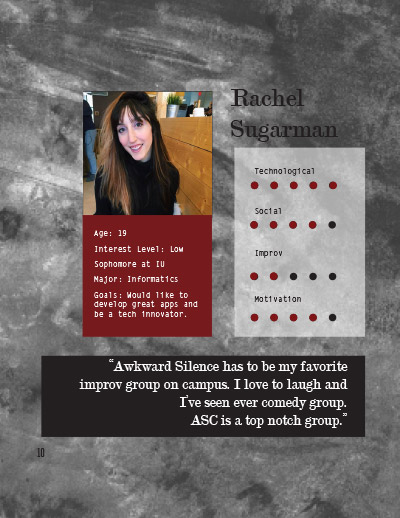 Rachel
Sugarman
Age: 19
Interest Level: Low
Sophomore at IU
Major: Informatics
Goals: Would like to
develop great apps and
be a tech innovator.
Technological
Social
Improv
Motivation
“Awkward Silence has to be my favorite
improv group on campus. I love to laugh and
I’ve seen ever comedy group.
ASC is a top notch group.”
10